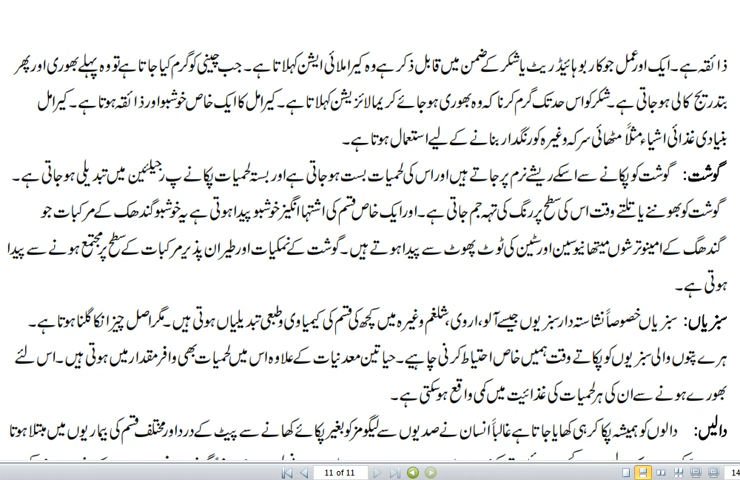 ذائقہ ہے۔ ایک اور عمل جو کاربوہائیڈریٹ یا شکر کے ضمن میں قابل ذکر ہے وہ کیراملائی ایشن کہلاتا ہے۔ جب چینی کو گرم کیا جاتا ہے تو وہ پہلے بھوری اور پھر
بتدریج کالی ہو جاتی ہے۔ شکر کو اس حد تک گرم کرنا کہ وہ بھوری ہو جائے کریمالائزیشن کہلاتا ہے۔ کیرامل کا ایک خاص خوشبو اور ذائقہ ہوتا ہے۔ کیرامل
بنیادی غذائی اشیاء مثلاً مٹھائی سرکہ وغیرہ کو رنگدار بنانے کے لیے استعمال ہوتا ہے۔
گوشت: گوشت کو پکانے سے اسکے ریشے نرم پر جاتے ہیں اور اس کی لحمیات بست ہو جاتی ہے اور بستہ لحمیات پکانے پر جیلیٹین میں تبدیلی ہو جاتی ہے۔
گوشت کو بھوننے یا تلتے وقت اس کی سطح پر رنگ کی تہہ جم جاتی ہے۔ اور ایک خاص قسم کی اشتہا انگیز خوشبو پیدا ہوتی ہے یہ خوشبو گندھک کے مرکبات جو
گندھگ کے امینو ترشوں میتھانیوسین اور سٹین کی ٹوٹ پھوٹ سے پیدا ہوتے ہیں۔ گوشت کے نمکیات اور طیران پذیر مرکبات کے سطح پر مجتمع ہونے سے پیدا
ہوتی ہے۔
سبزیاں: سبزیاں خصوصاً نشاستہ دار سبزیوں جیسے آلو، اروی، شلغم وغیرہ میں کچھ کی قسم کی کیمیاوی وطبعی تبدیلیاں ہوتی ہیں۔ مگر اصل چیز انکا گلنا ہوتا ہے۔
ہرے پتوں والی سبزیوں کو پکاتے وقت ہمیں خاص احتیاط کرنی چاہیے۔ حیاتین معدنیات کے علاوہ اس میں لحمیات بھی وافر مقدار میں ہوتی ہیں۔ اس لئے
بھورے ہونے سے ان کی ہر لحمیات کی غذائیت میں کمی واقع ہو سکتی ہے۔
دالیں: دالوں کو ہمیشہ پکا کر ہی کھایا جاتا ہے غالباً انسان نے صدیوں سے لیگومز کو بغیر پکائے کھانے سے پیٹ کے درد اور مختلف قسم کی بیماریوں میں مبتلا ہوتا
11 of 11
14